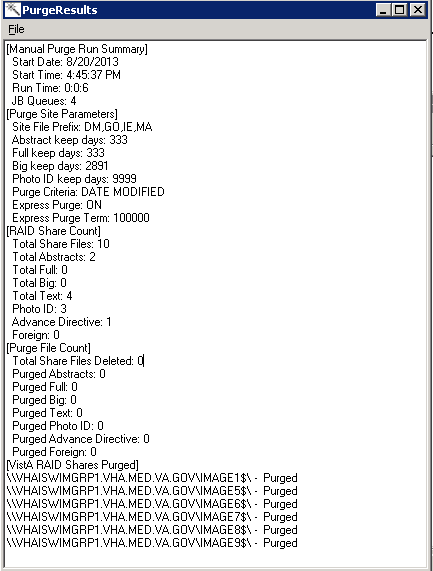 PurgeResults
File
[Manual Purge Run Summary]
Start Date: 8/20/2013
Start Time: 4:45:37 PM
Run Time: 0:0:6
JB Queues: 4
[Purge Site Parameters]
Site File Prefix: DM,GO,IE,MA
Abstract keep days: 333
Full keep days: 333
Big keep days: 2891
Photo ID keep days: 9999
Purge Criteria: DATE MODIFIED
Express Purge: ON
Express Purge Term: 100000
[RAID Share Count]
Total Share Files: 10
Total Abstracts: 2
Total Full: 0
Total Big: 0
Total Text: 4
Photo ID: 3
Advance Directive: 1
Foreign: 0
[Purge File Count]
Total Share Files Deleted: 0
Purged Abstracts: 0
Purged Full: 0
Purged Big: 0
Purged Text: 0
Purged Photo ID: 0
Purged Advance Directive: 0
Purged Foreign: 0
[VistA RAID Shares Purged]
\\VHAISWIMGRP1.VHA.MED.VA.GOV\IMAGE1$\ - Purged
\\VHAISWIMGRP1.VHA.MED.VA.GOV\IMAGE5$\ - Purged
\\VHAISWIMGRP1.VHA.MED.VA.GOV\IMAGE6$\ - Purged
\\VHAISWIMGRP1.VHA.MED.VA.GOV\IMAGE7$\ - Purged
\\VHAISWIMGRP1.VHA.MED.VA.GOV\IMAGE8$\ - Purged
\\VHAISWIMGRP1.VHA.MED.VA.GOV\IMAGE9$\ - Purged